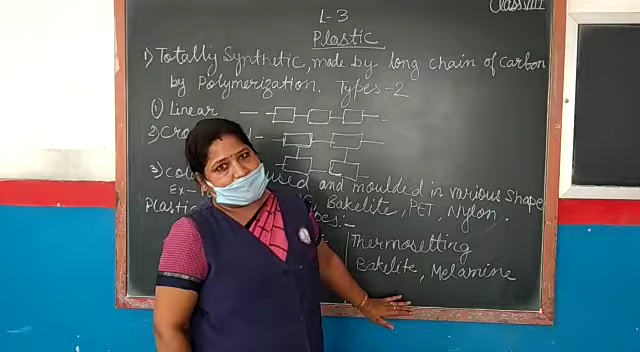 Class VIII
L-3
Plastic
1) Totally Synthetic, made by long chain of Carbon
by Polymerization. Types-2
(1) Linear
2) Cro
3) Col used and moulded in various shape
Ex-
Plastic Bakelite, PET, Nylon.
Types:-
Thermosetting
Bakelite, Melamine